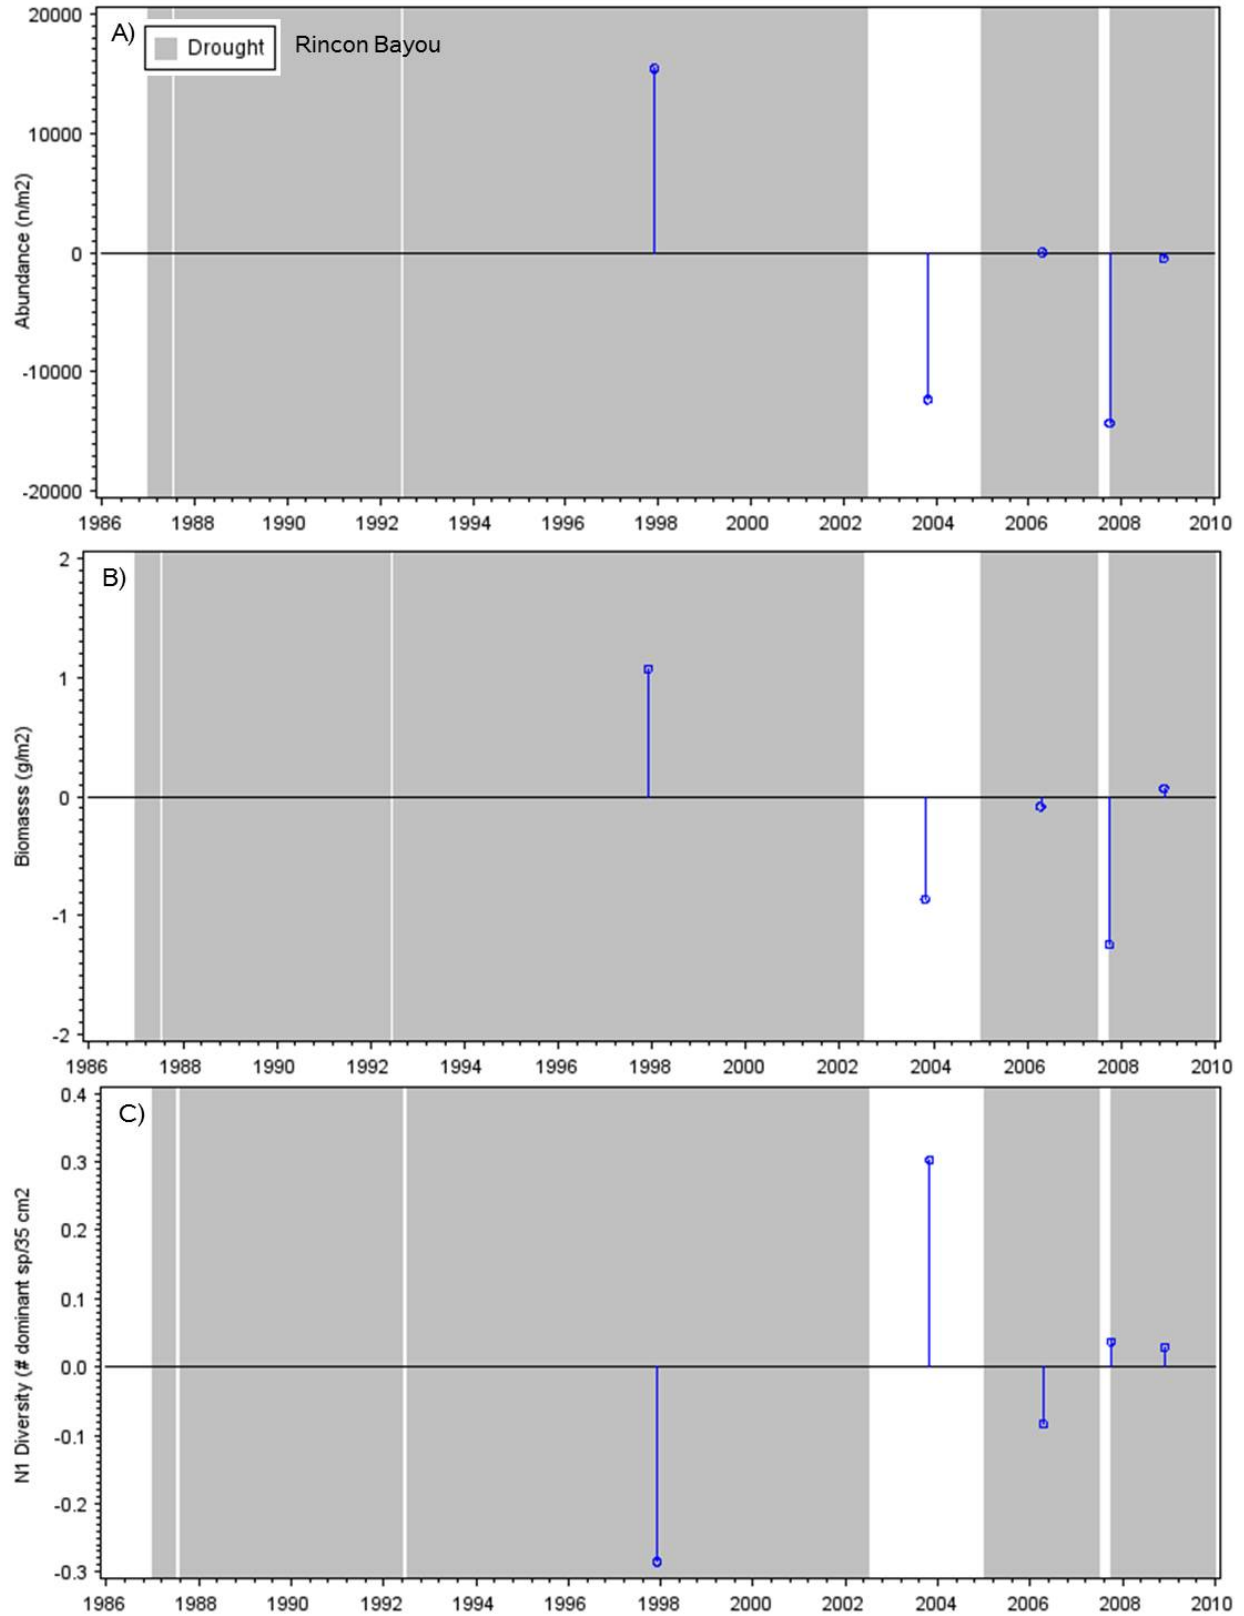 A)
Drought
Rincon Bayou
20000
10000
0
-10000
-20000
Abundance (n/m2)
1986 1988 1990 1992 1994 1996 1998 2000 2002 2004 2006 2008 2010
B)
2
1
0
-1
-2
Biomasss (g/m2)
1986 1988 1990 1992 1994 1996 1998 2000 2002 2004 2006 2008 2010
C)
0.4
0.3
0.2
0.1
0.0
-0.1
-0.2
-0.3
N1 Diversity (# dominant sp/35 cm2
1986 1988 1990 1992 1994 1996 1998 2000 2002 2004 2006 2008 2010